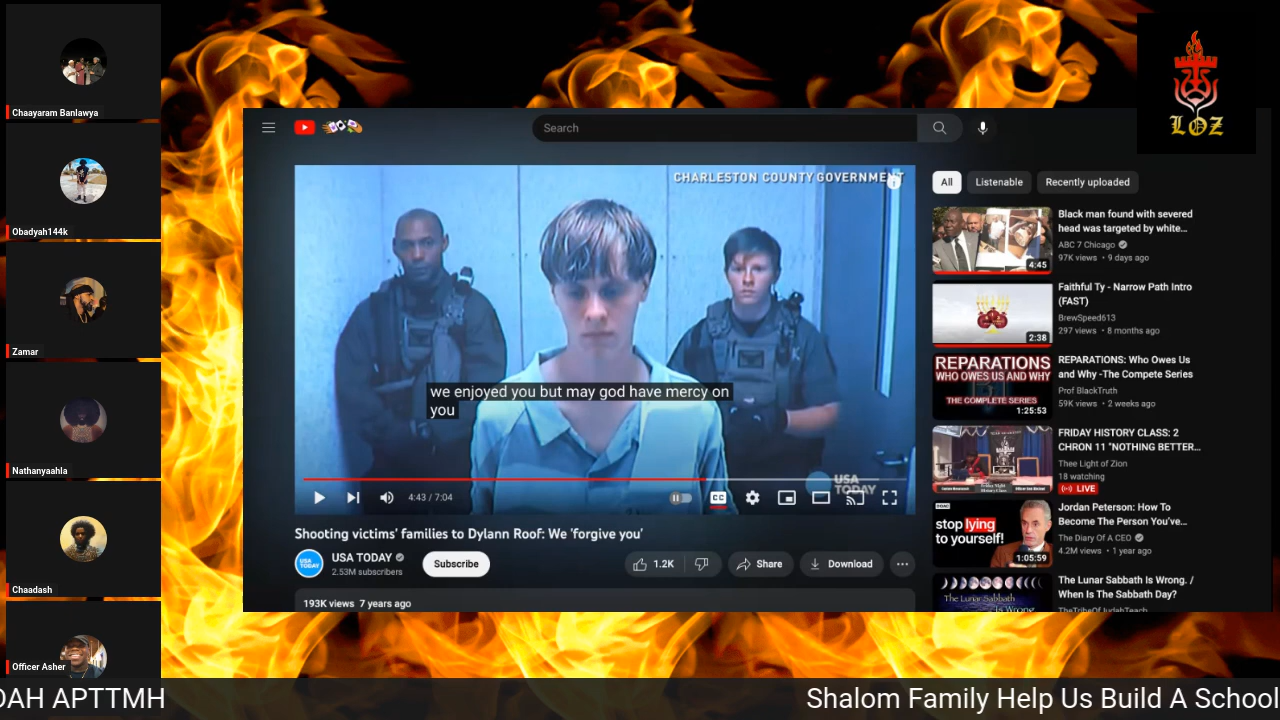 Chaayaram Banlawya
Obadyah144k
Zamar
Nathanyaahla
Chaadash
Officer Asher
LOZ
Search
CHARLESTON COUNTY GOVERNMENT
we enjoyed you but may god have mercy on
you
USA
TODAY
4:43 / 7:04
CC
Shooting victims' families to Dylann Roof: We 'forgive you'
USA TODAY
2.53M subscribers
Subscribe
1.2K
Share
Download
193K views 7 years ago
All
Listenable
Recently uploaded
Black man found with severed
head was targeted by white...
ABC 7 Chicago
97K views • 9 days ago
4:45
Faithful Ty - Narrow Path Intro
(FAST)
BrewSpeed613
297 views • 8 months ago
2:38
REPARATIONS
WHO OWES US AND WHY
THE COMPLETE SERIES
1:25:53
REPARATIONS: Who Owes Us
and Why -The Compete Series
Prof BlackTruth
59K views • 2 weeks ago
FRIDAY HISTORY CLASS: 2
CHRON 11 "NOTHING BETTER...
Thee Light of Zion
18 watching
LIVE
stop lying
to yourself!
1:05:59
Jordan Peterson: How To
Become The Person You've...
The Diary Of A CEO
4.2M views • 1 year ago
The Lunar Sabbath
Is Wrong
The Lunar Sabbath Is Wrong. /
When Is The Sabbath Day?
TheTribeOfJudahTeach
DAH APTTMH
Shalom Family Help Us Build A School